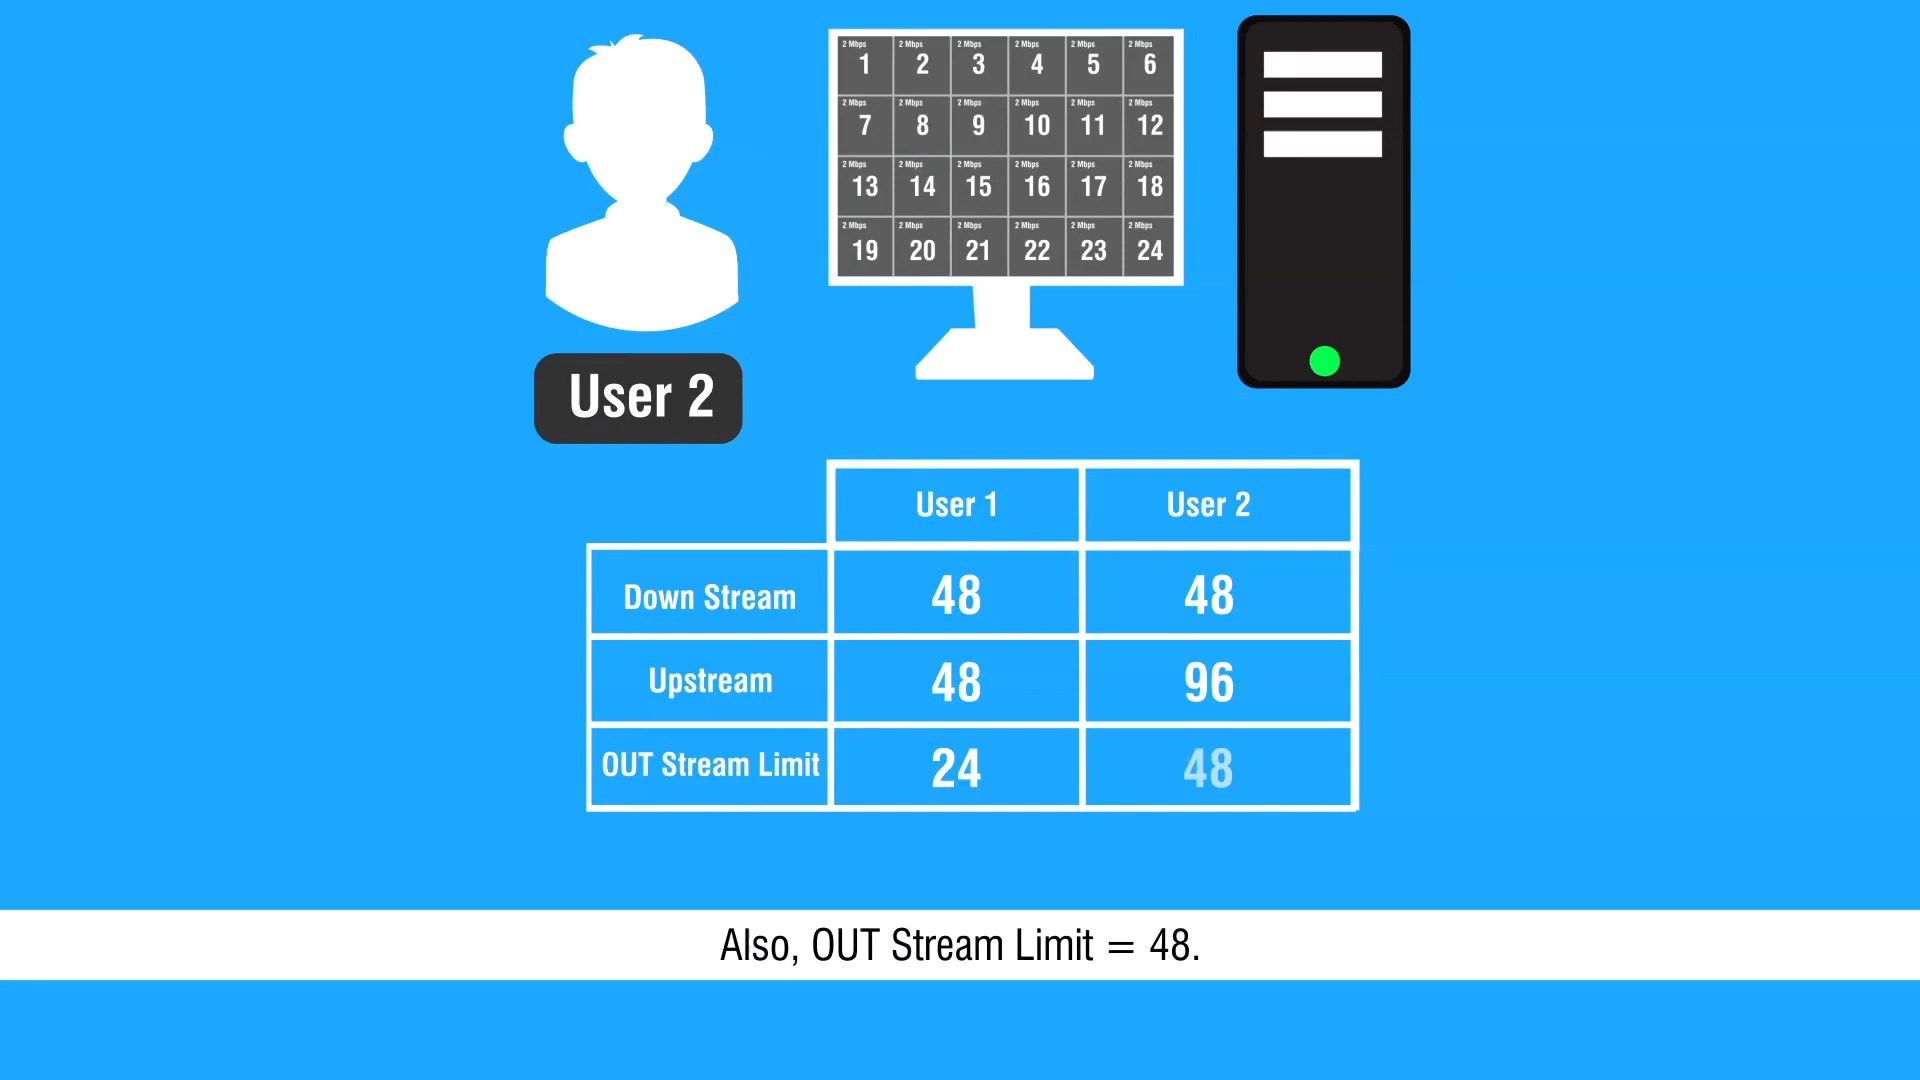 2 Mbps 2 Mbps 2 Mbps 2 Mbps 2 Mbps 2 Mbps
1 2 3 4 5 6
2 Mbps 2 Mbps 2 Mbps 2 Mbps 2 Mbps 2 Mbps
7 8 9 10 11 12
2 Mbps 2 Mbps 2 Mbps 2 Mbps 2 Mbps 2 Mbps
13 14 15 16 17 18
2 Mbps 2 Mbps 2 Mbps 2 Mbps 2 Mbps 2 Mbps
19 20 21 22 23 24
User 2
User 1 User 2
Down Stream 48 48
Upstream 48 96
OUT Stream Limit 24 48
Also, OUT Stream Limit = 48.